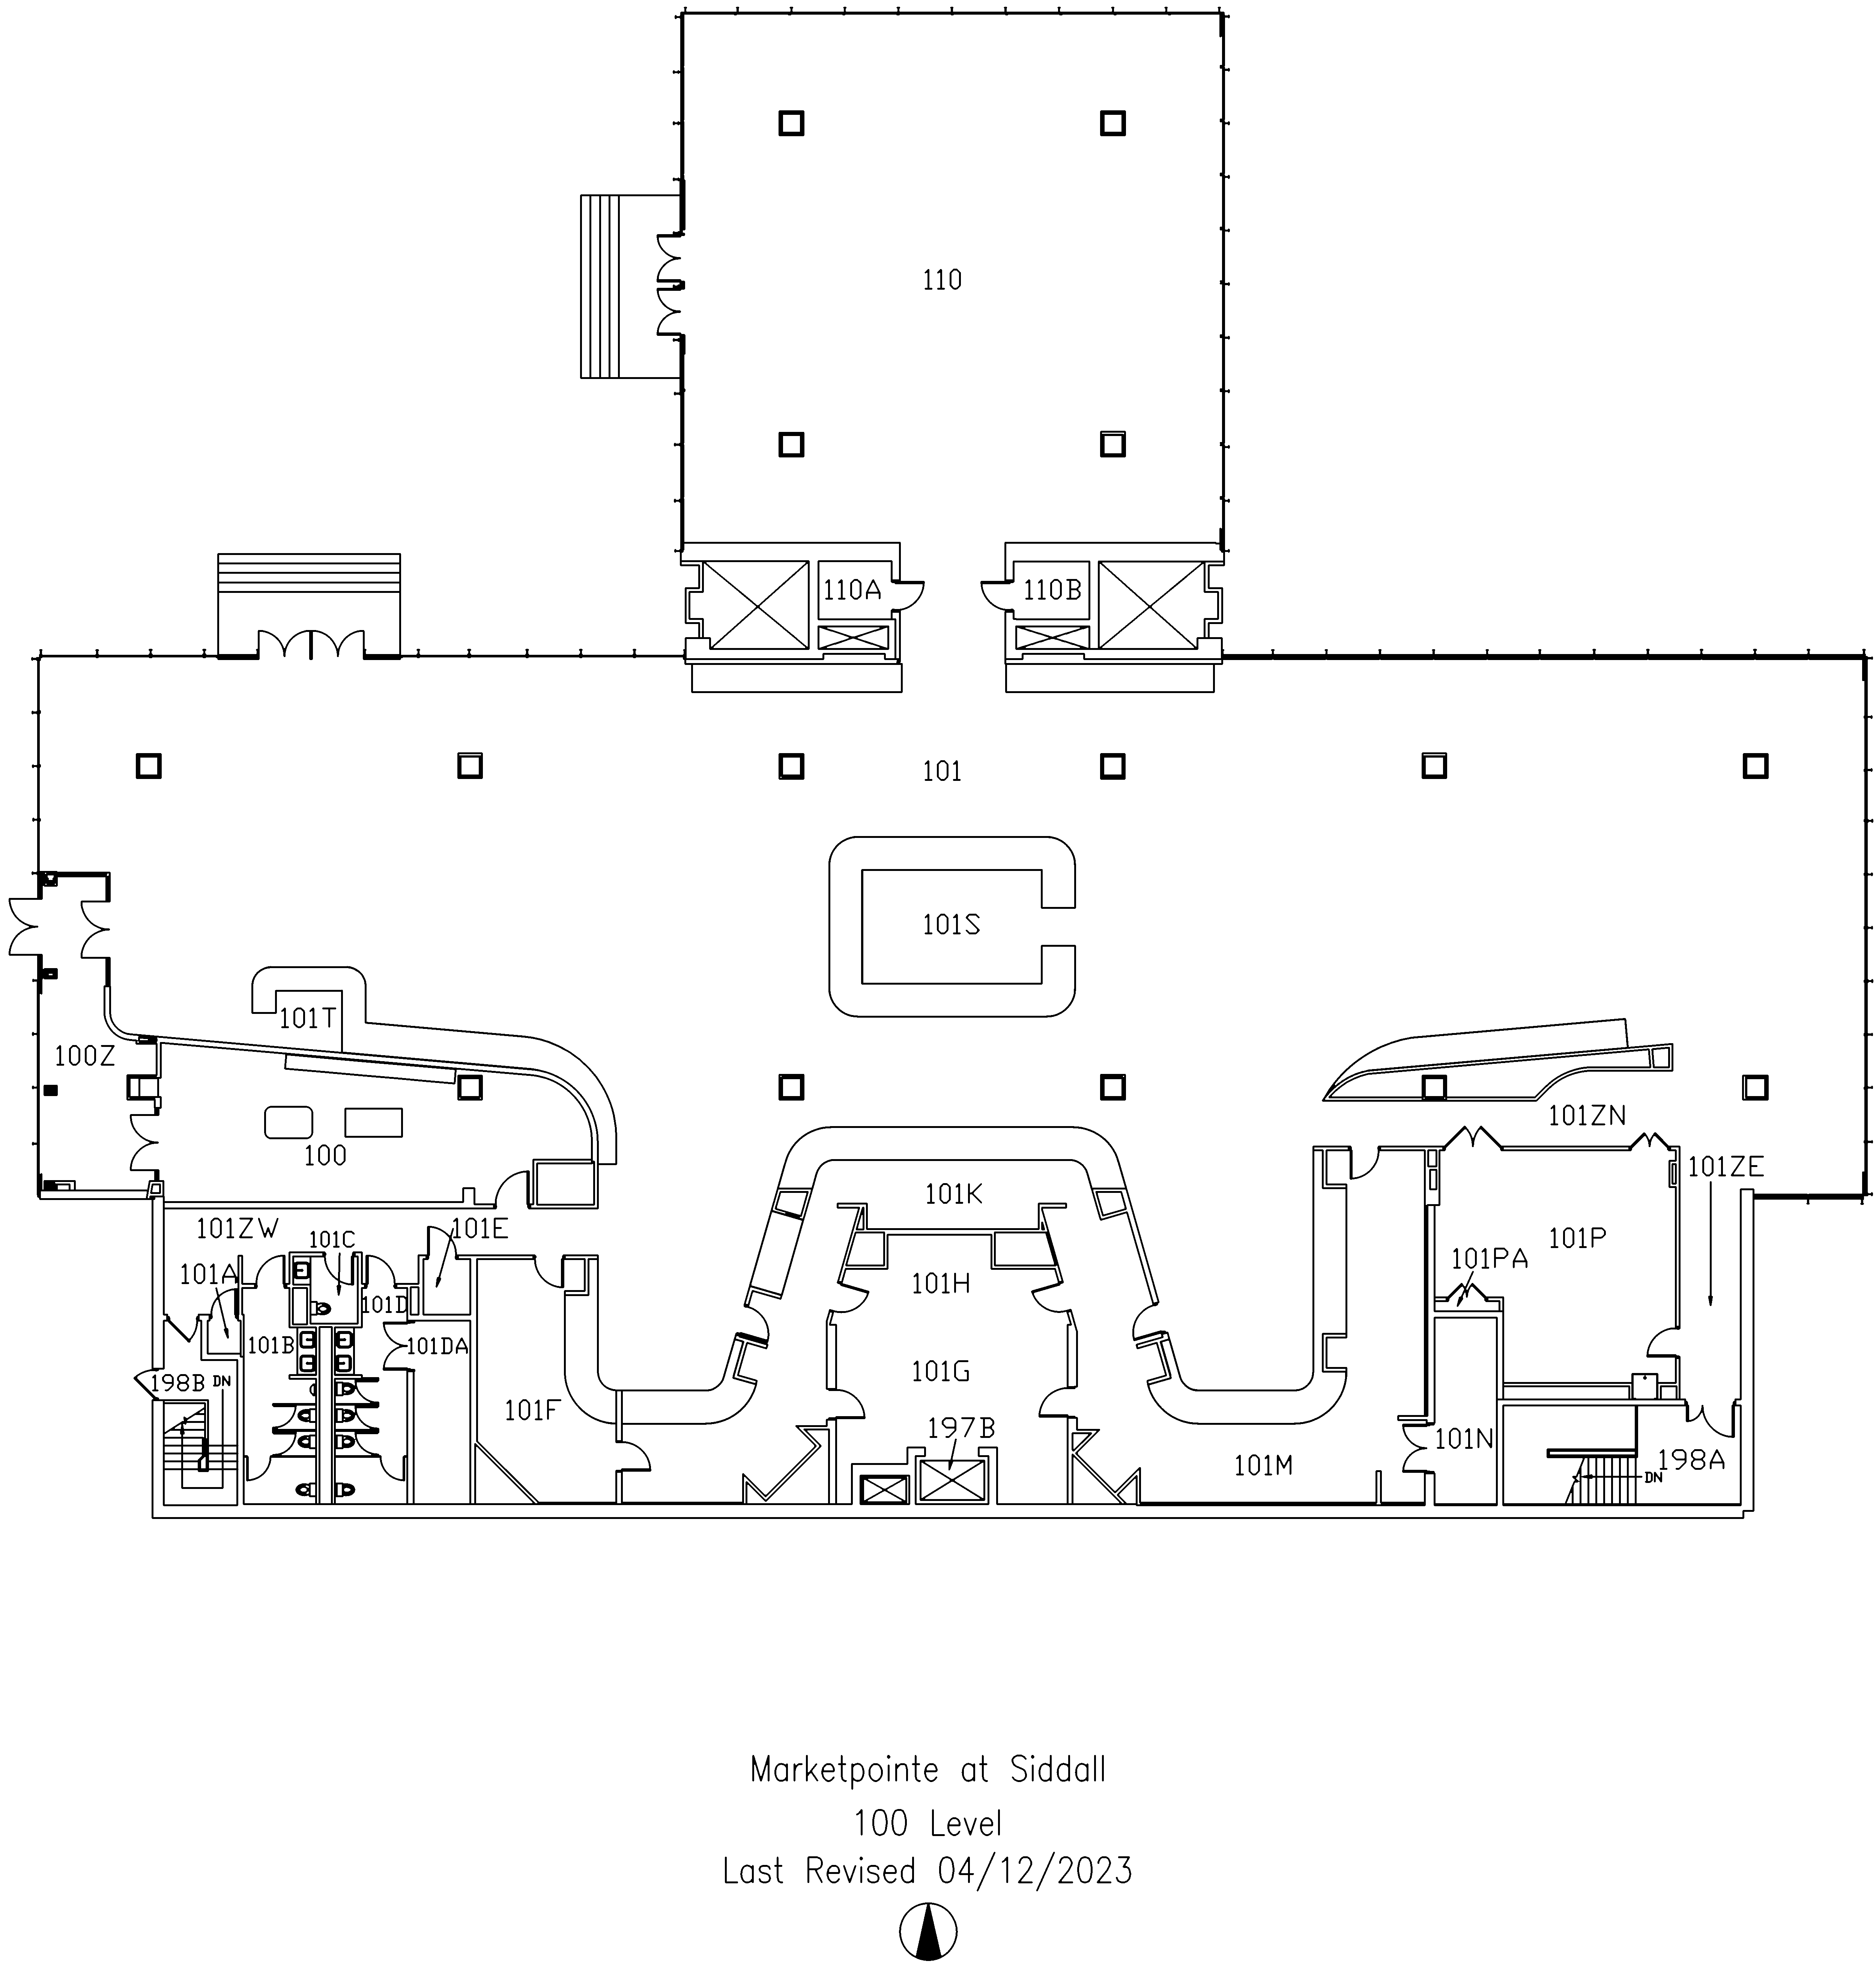 110
110A
110B
101
101S
101T
100Z
100
101ZN
101ZE
101K
101ZW
101C
101E
101P
101PA
101A
101H
101D
101B
101DA
101G
198B
DN
101F
197B
101N
101M
198A
DN
Marketpointe at Siddall
100 Level
Last Revised 04/12/2023